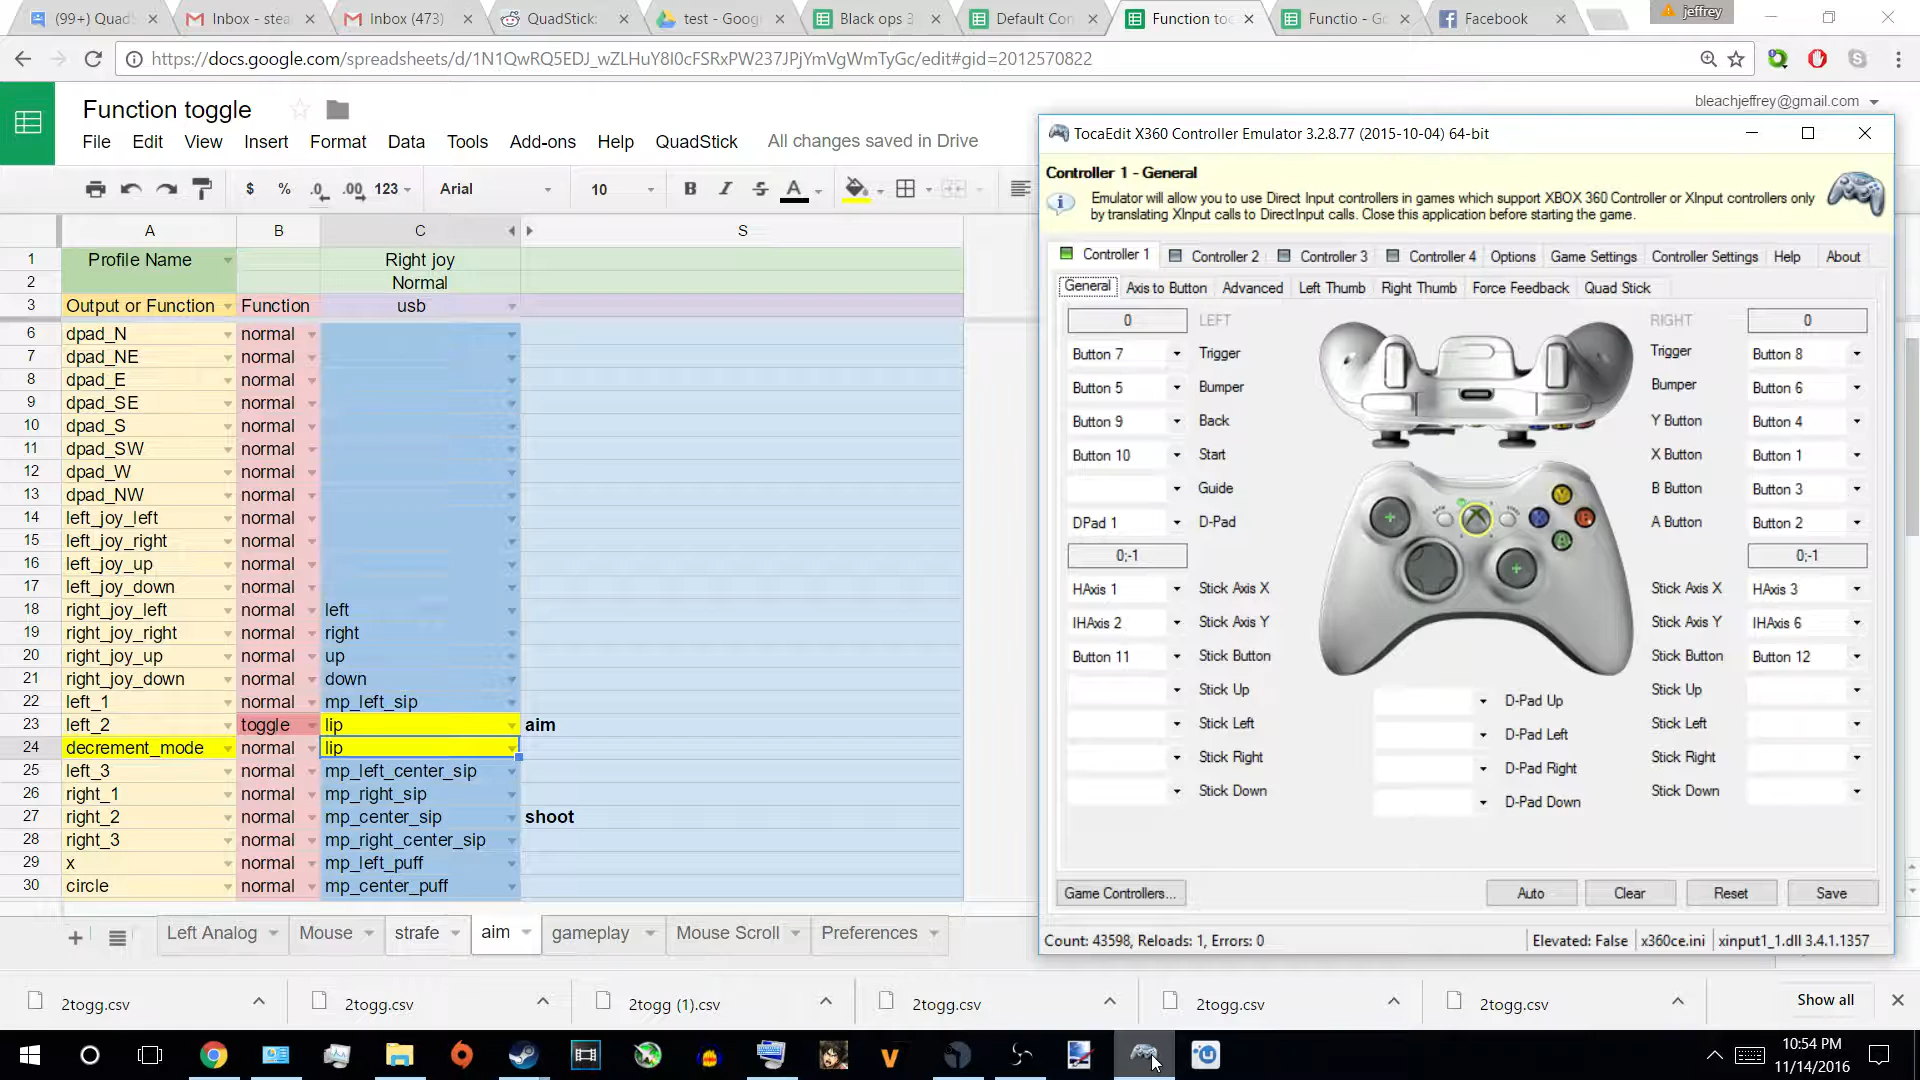 (99+) Quad
Inbox - stea
Inbox (473)
QuadStick:
test - Goog
Black ops 3
Default Con
Function tog
Functio - Go
Facebook
jeffrey
https://docs.google.com/spreadsheets/d/1N1QwRQ5EDJ_wZLHuY8I0cFSRxPW237JPjYmVgWmTyGc/edit#gid=2012570822
Function toggle
bleachjeffrey@gmail.com
File Edit View Insert Format Data Tools Add-ons Help QuadStick All changes saved in Drive
$ % .0 .00 123 Arial 10 B I S A
A B C S
1 Profile Name Right joy
2 Normal
3 Output or Function Function usb
6 dpad_N normal
7 dpad_NE normal
8 dpad_E normal
9 dpad_SE normal
10 dpad_S normal
11 dpad_SW normal
12 dpad_W normal
13 dpad_NW normal
14 left_joy_left normal
15 left_joy_right normal
16 left_joy_up normal
17 left_joy_down normal
18 right_joy_left normal left
19 right_joy_right normal right
20 right_joy_up normal up
21 right_joy_down normal down
22 left_1 normal mp_left_sip
23 left_2 toggle lip aim
24 decrement_mode normal lip
25 left_3 normal mp_left_center_sip
26 right_1 normal mp_right_sip
27 right_2 normal mp_center_sip shoot
28 right_3 normal mp_right_center_sip
29 x normal mp_left_puff
30 circle normal mp_center_puff
Left Analog Mouse strafe aim gameplay Mouse Scroll Preferences
TocaEdit X360 Controller Emulator 3.2.8.77 (2015-10-04) 64-bit
Controller 1 - General
Emulator will allow you to use Direct Input controllers in games which support XBOX 360 Controller or XInput controllers only
by translating XInput calls to DirectInput calls. Close this application before starting the game.
Controller 1 Controller 2 Controller 3 Controller 4 Options Game Settings Controller Settings Help About
General Axis to Button Advanced Left Thumb Right Thumb Force Feedback Quad Stick
0 LEFT RIGHT 0
Button 7 Trigger Trigger Button 8
Button 5 Bumper Bumper Button 6
Button 9 Back Y Button Button 4
Button 10 Start X Button Button 1
Guide B Button Button 3
DPad 1 D-Pad A Button Button 2
0;-1 0;-1
HAxis 1 Stick Axis X Stick Axis X HAxis 3
IHAxis 2 Stick Axis Y Stick Axis Y IHAxis 6
Button 11 Stick Button Stick Button Button 12
Stick Up D-Pad Up Stick Up
Stick Left D-Pad Left Stick Left
Stick Right D-Pad Right Stick Right
Stick Down D-Pad Down Stick Down
Game Controllers... Auto Clear Reset Save
Count: 43598, Reloads: 1, Errors: 0 Elevated: False x360ce.ini xinput1_1.dll 3.4.1.1357
2togg.csv 2togg.csv 2togg (1).csv 2togg.csv 2togg.csv 2togg.csv Show all
10:54 PM
11/14/2016